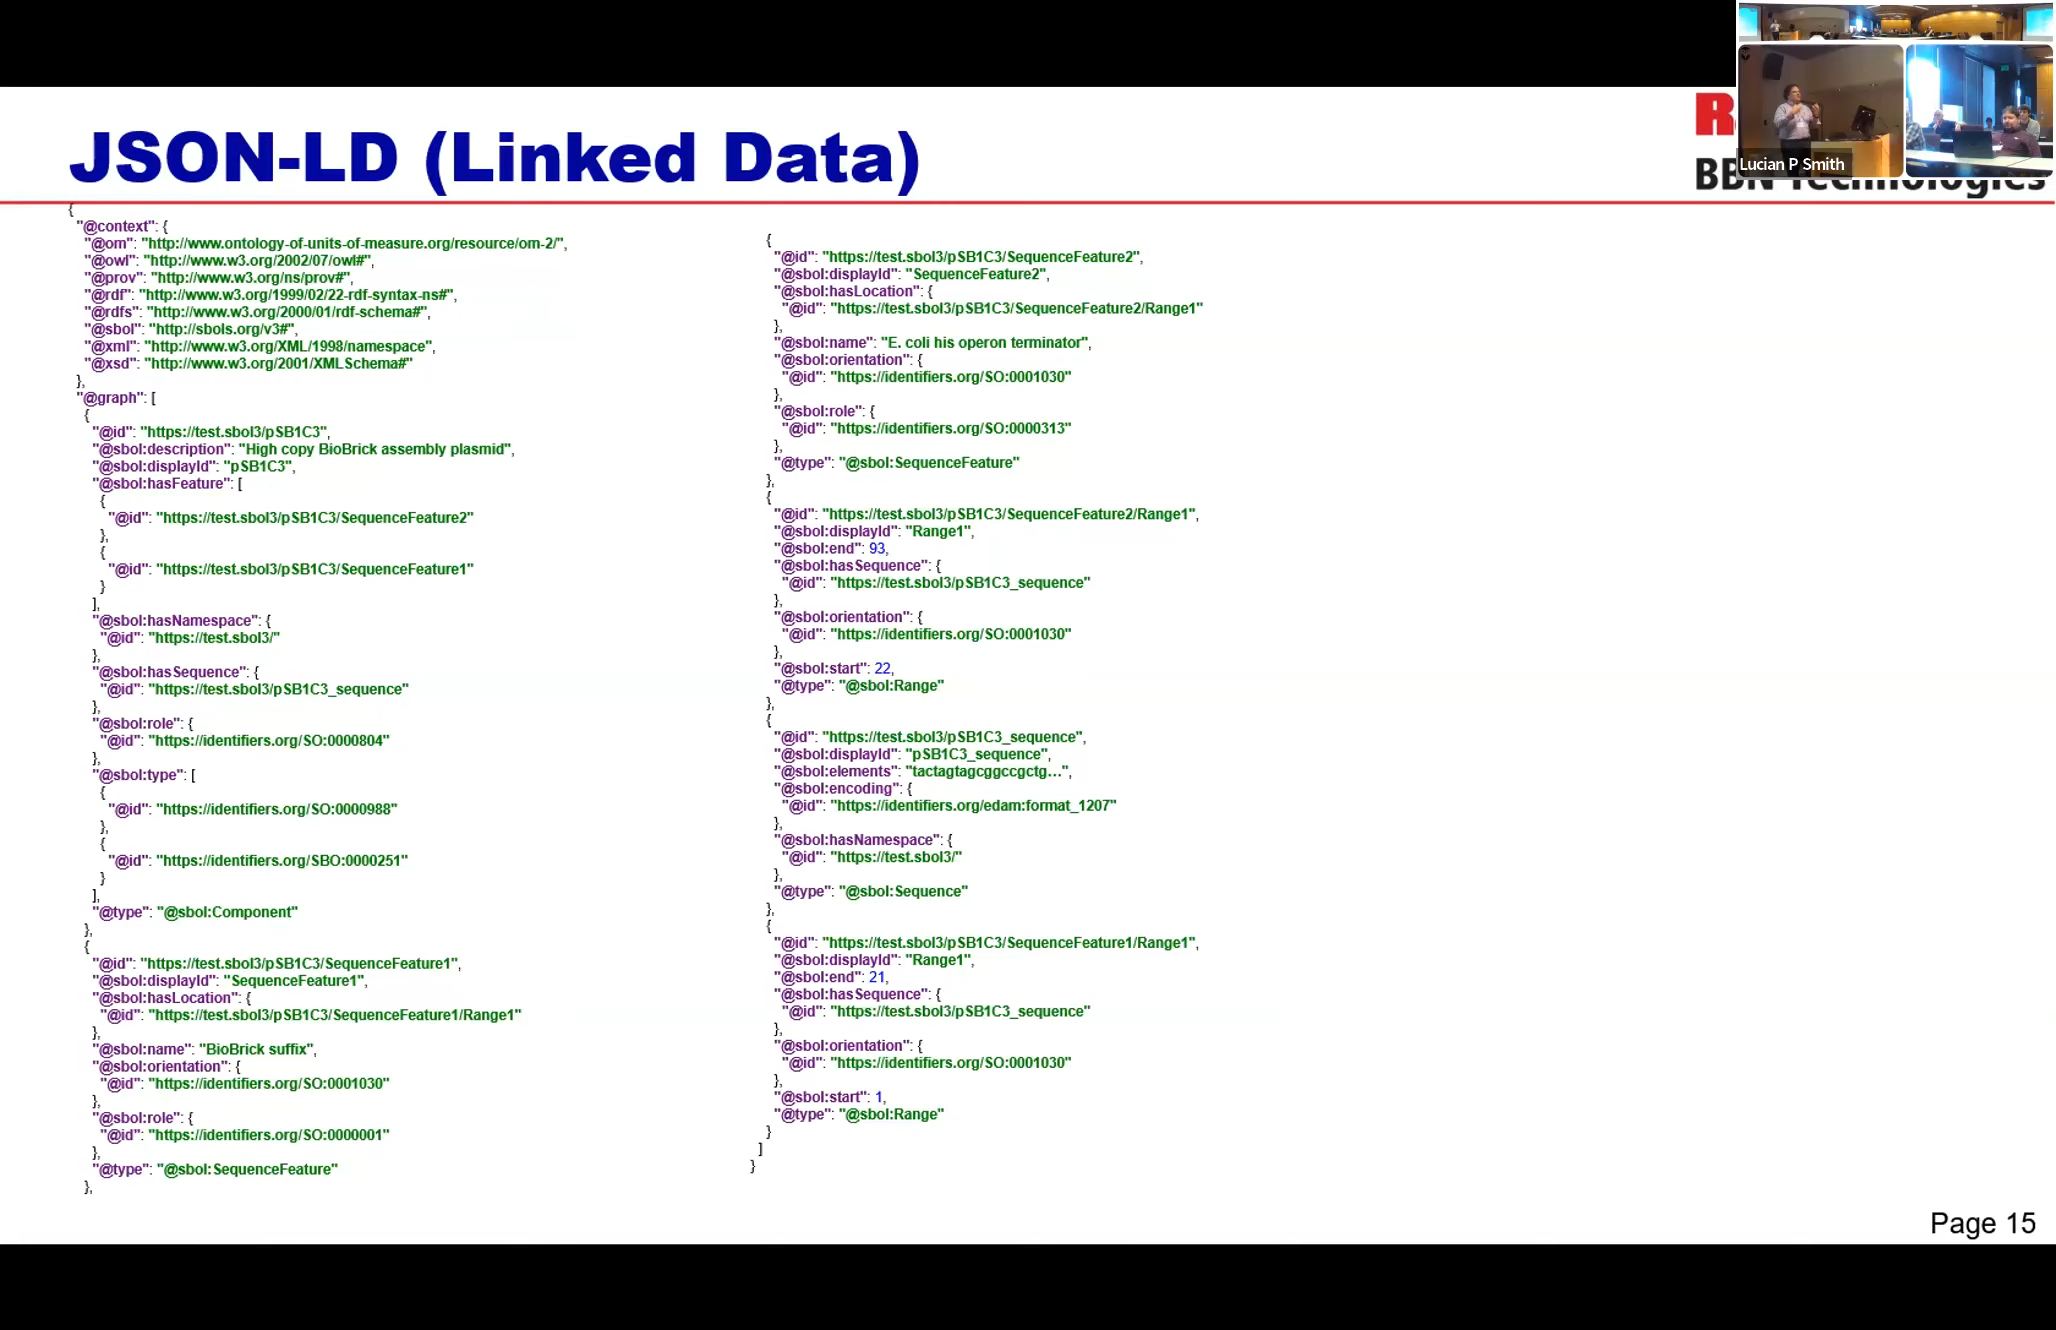 Lucian P Smith
JSON-LD (Linked Data)
BBN Technologies
{
"@context": {
"@om": "http://www.ontology-of-units-of-measure.org/resource/om-2/",
"@owl": "http://www.w3.org/2002/07/owl#",
"@prov": "http://www.w3.org/ns/prov#",
"@rdf": "http://www.w3.org/1999/02/22-rdf-syntax-ns#",
"@rdfs": "http://www.w3.org/2000/01/rdf-schema#",
"@sbol": "http://sbols.org/v3#",
"@xml": "http://www.w3.org/XML/1998/namespace",
"@xsd": "http://www.w3.org/2001/XMLSchema#"
},
"@graph": [
{
"@id": "https://test.sbol3/pSB1C3",
"@sbol:description": "High copy BioBrick assembly plasmid",
"@sbol:displayId": "pSB1C3",
"@sbol:hasFeature": [
{
"@id": "https://test.sbol3/pSB1C3/SequenceFeature2"
},
{
"@id": "https://test.sbol3/pSB1C3/SequenceFeature1"
}
],
"@sbol:hasNamespace": {
"@id": "https://test.sbol3/"
},
"@sbol:hasSequence": {
"@id": "https://test.sbol3/pSB1C3_sequence"
},
"@sbol:role": {
"@id": "https://identifiers.org/SO:0000804"
},
"@sbol:type": [
{
"@id": "https://identifiers.org/SO:0000988"
},
{
"@id": "https://identifiers.org/SBO:0000251"
}
],
"@type": "@sbol:Component"
},
{
"@id": "https://test.sbol3/pSB1C3/SequenceFeature1",
"@sbol:displayId": "SequenceFeature1",
"@sbol:hasLocation": {
"@id": "https://test.sbol3/pSB1C3/SequenceFeature1/Range1"
},
"@sbol:name": "BioBrick suffix",
"@sbol:orientation": {
"@id": "https://identifiers.org/SO:0001030"
},
"@sbol:role": {
"@id": "https://identifiers.org/SO:0000001"
},
"@type": "@sbol:SequenceFeature"
},
{
"@id": "https://test.sbol3/pSB1C3/SequenceFeature2",
"@sbol:displayId": "SequenceFeature2",
"@sbol:hasLocation": {
"@id": "https://test.sbol3/pSB1C3/SequenceFeature2/Range1"
},
"@sbol:name": "E. coli his operon terminator",
"@sbol:orientation": {
"@id": "https://identifiers.org/SO:0001030"
},
"@sbol:role": {
"@id": "https://identifiers.org/SO:0000313"
},
"@type": "@sbol:SequenceFeature"
},
{
"@id": "https://test.sbol3/pSB1C3/SequenceFeature2/Range1",
"@sbol:displayId": "Range1",
"@sbol:end": 93,
"@sbol:hasSequence": {
"@id": "https://test.sbol3/pSB1C3_sequence"
},
"@sbol:orientation": {
"@id": "https://identifiers.org/SO:0001030"
},
"@sbol:start": 22,
"@type": "@sbol:Range"
},
{
"@id": "https://test.sbol3/pSB1C3_sequence",
"@sbol:displayId": "pSB1C3_sequence",
"@sbol:elements": "tactagtagcggccgctg...",
"@sbol:encoding": {
"@id": "https://identifiers.org/edam:format_1207"
},
"@sbol:hasNamespace": {
"@id": "https://test.sbol3/"
},
"@type": "@sbol:Sequence"
},
{
"@id": "https://test.sbol3/pSB1C3/SequenceFeature1/Range1",
"@sbol:displayId": "Range1",
"@sbol:end": 21,
"@sbol:hasSequence": {
"@id": "https://test.sbol3/pSB1C3_sequence"
},
"@sbol:orientation": {
"@id": "https://identifiers.org/SO:0001030"
},
"@sbol:start": 1,
"@type": "@sbol:Range"
}
]
}
Page 15